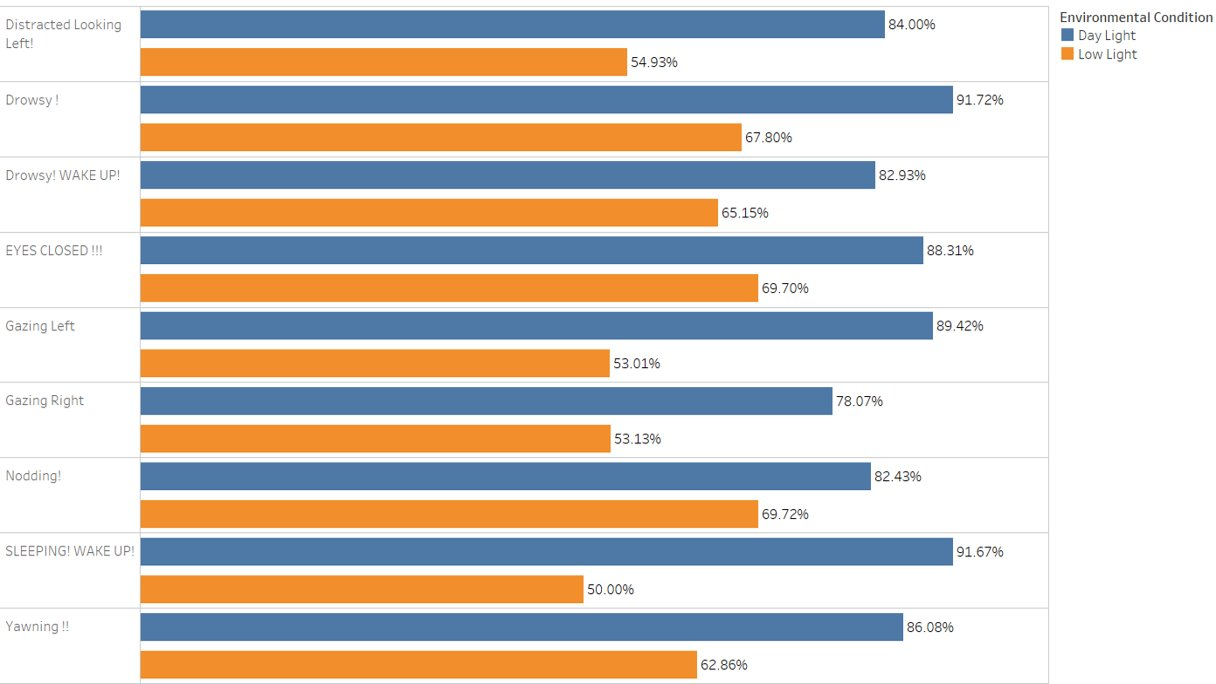 Environmental Condition
Day Light
Low Light
Distracted Looking
Left!
84.00%
54.93%
Drowsy !
91.72%
67.80%
Drowsy! WAKE UP!
82.93%
65.15%
EYES CLOSED !!!
88.31%
69.70%
Gazing Left
89.42%
53.01%
Gazing Right
78.07%
53.13%
Nodding!
82.43%
69.72%
SLEEPING! WAKE UP!
91.67%
50.00%
Yawning !!
86.08%
62.86%